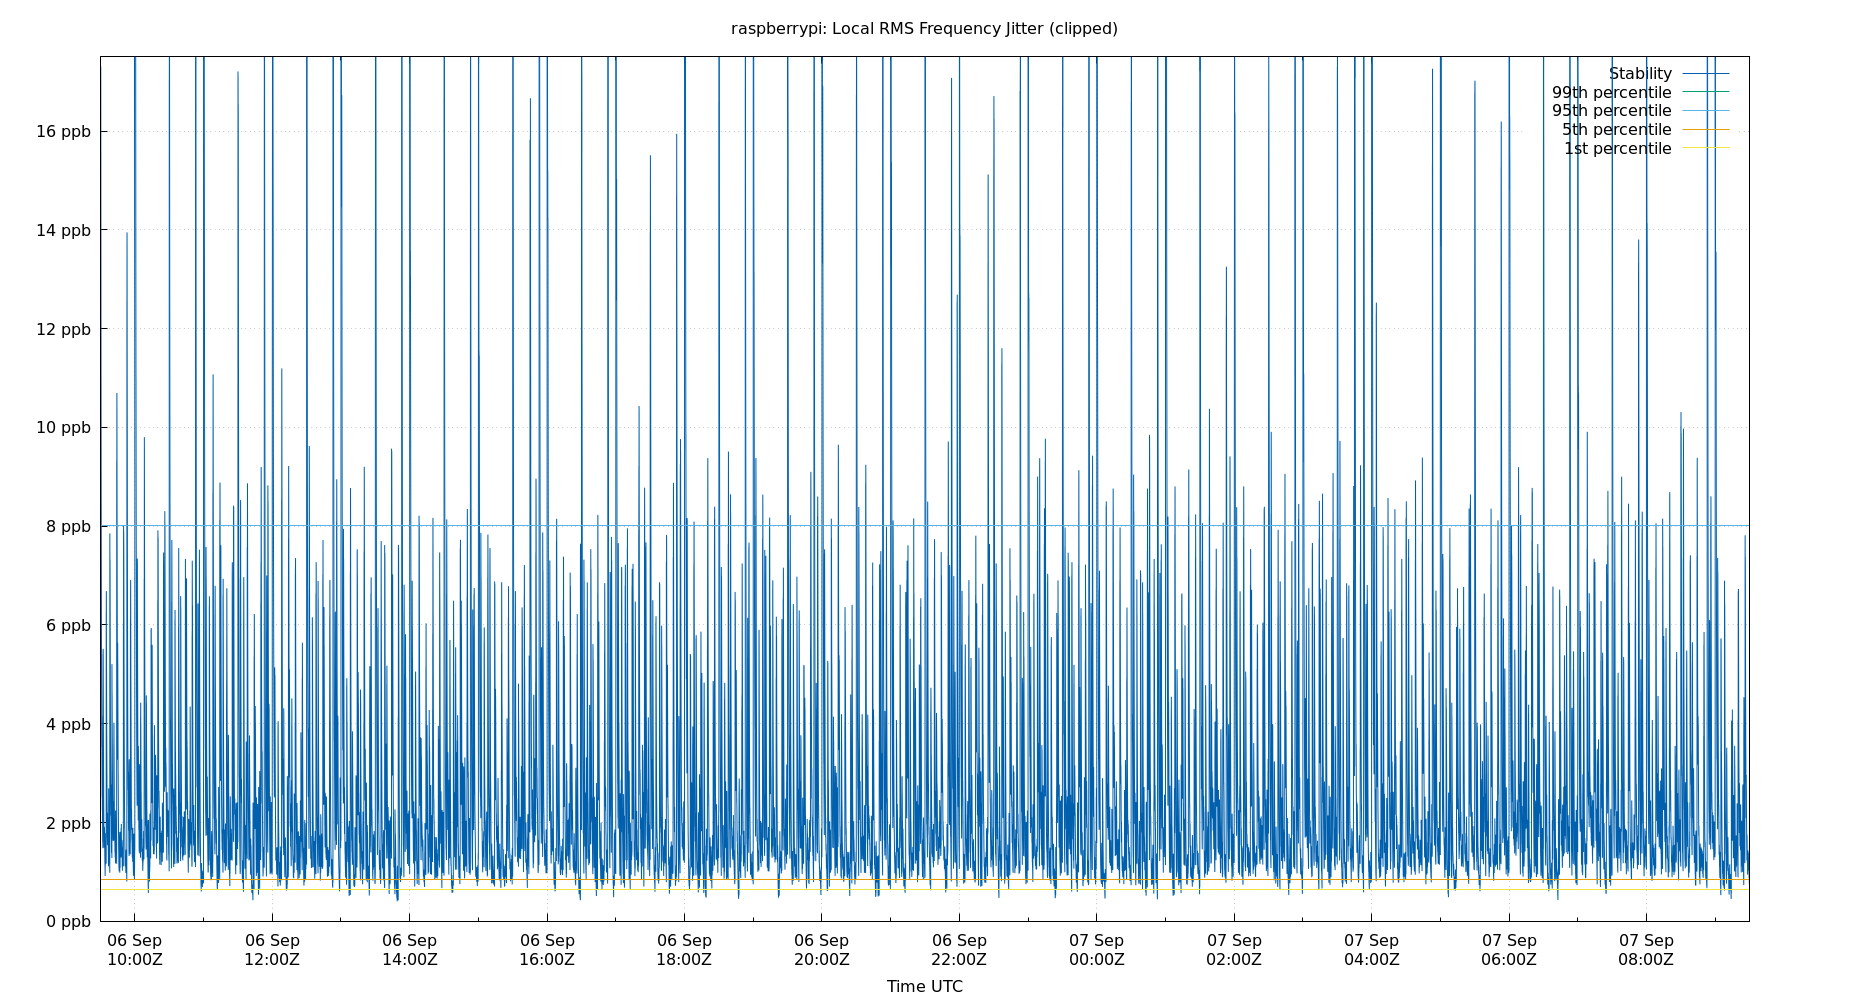 raspberrypi: Local RMS Frequency Jitter (clipped)
Stability
99th percentile
95th percentile
5th percentile
1st percentile
16 ppb
14 ppb
12 ppb
10 ppb
8 ppb
6 ppb
4 ppb
2 ppb
0 ppb
06 Sep 06 Sep 06 Sep 06 Sep 06 Sep 06 Sep 06 Sep 07 Sep 07 Sep 07 Sep 07 Sep 07 Sep
10:00Z 12:00Z 14:00Z 16:00Z 18:00Z 20:00Z 22:00Z 00:00Z 02:00Z 04:00Z 06:00Z 08:00Z
Time UTC